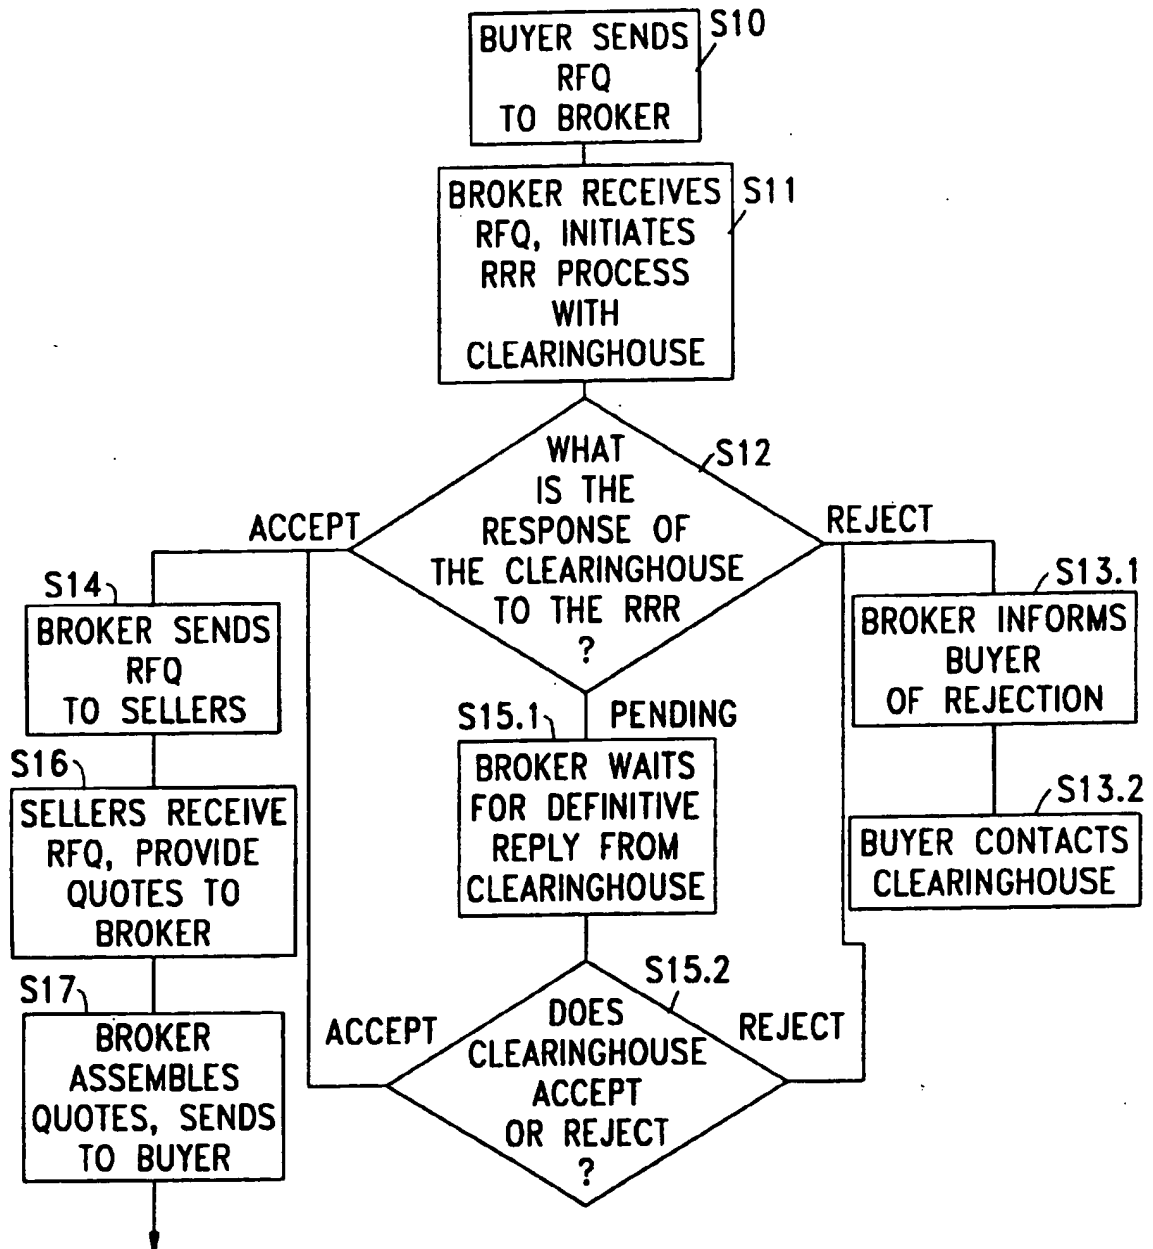 BUYER SENDS
RFQ
TO BROKER
S10
BROKER RECEIVES
RFQ, INITIATES
RRR PROCESS
WITH
CLEARINGHOUSE
S11
WHAT
IS THE
RESPONSE OF
THE CLEARINGHOUSE
TO THE RRR
?
S12
ACCEPT
REJECT
S14
BROKER SENDS
RFQ
TO SELLERS
S16
SELLERS RECEIVE
RFQ, PROVIDE
QUOTES TO
BROKER
S17
BROKER
ASSEMBLES
QUOTES, SENDS
TO BUYER
PENDING
S15.1
BROKER WAITS
FOR DEFINITIVE
REPLY FROM
CLEARINGHOUSE
S15.2
DOES
CLEARINGHOUSE
ACCEPT
OR REJECT
?
ACCEPT
REJECT
S13.1
BROKER INFORMS
BUYER
OF REJECTION
S13.2
BUYER CONTACTS
CLEARINGHOUSE